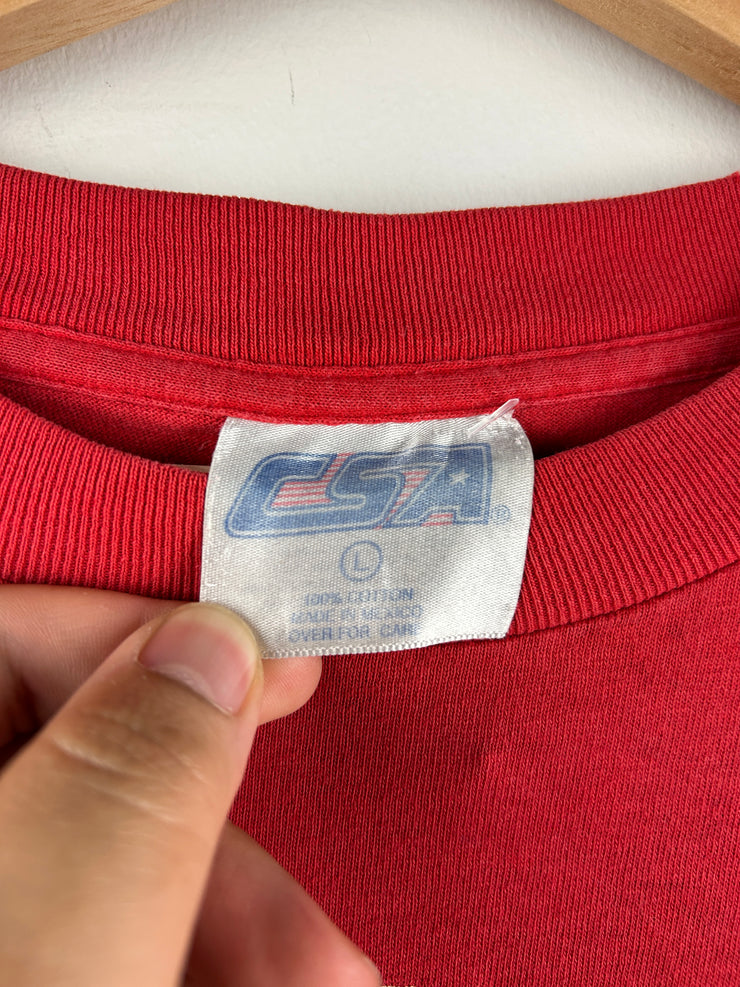 CSA®
L
100% COTTON
MADE IN MEXICO
OVER FOR CARE